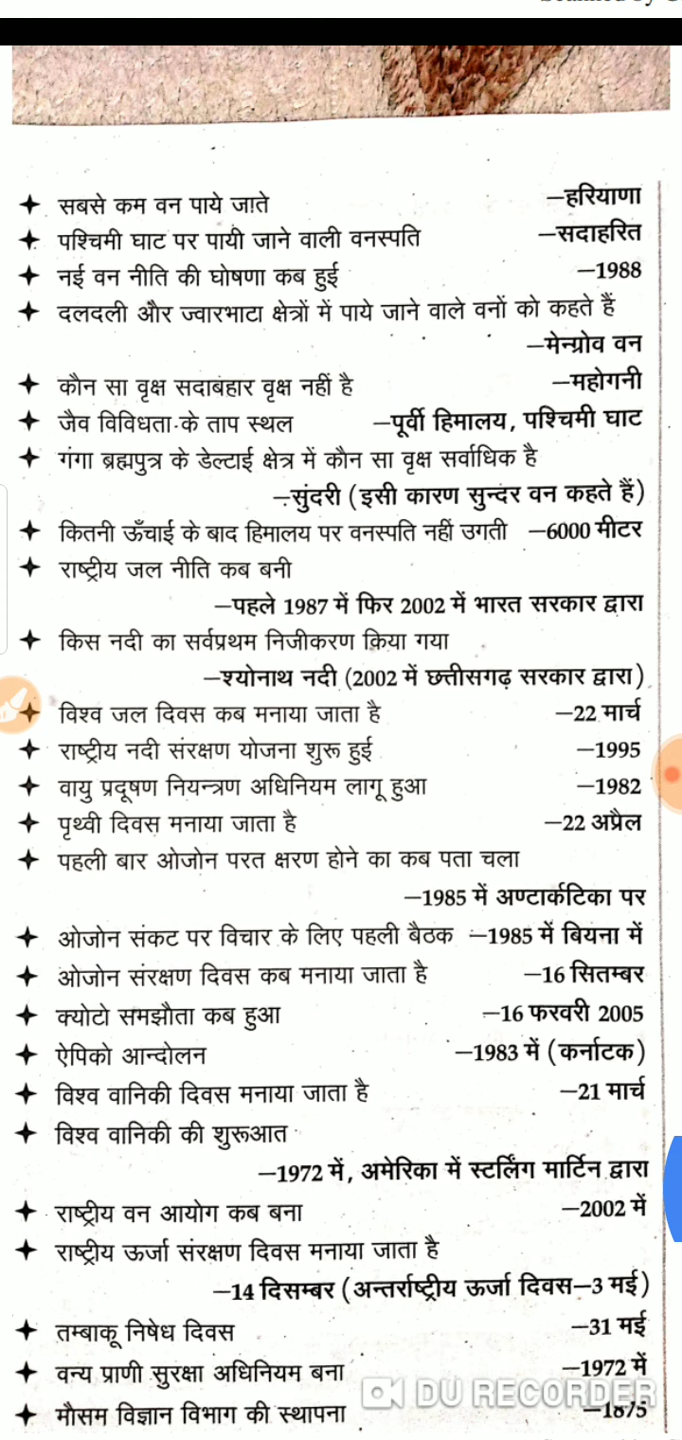 ✦ सबसे कम वन पाये जाते –हरियाणा
✦ पश्चिमी घाट पर पायी जाने वाली वनस्पति –सदाहरित
✦ नई वन नीति की घोषणा कब हुई –1988
✦ दलदली और ज्वारभाटा क्षेत्रों में पाये जाने वाले वनों को कहते हैं
–मेन्ग्रोव वन
✦ कौन सा वृक्ष सदाबहार वृक्ष नहीं है –महोगनी
✦ जैव विविधता के ताप स्थल –पूर्वी हिमालय, पश्चिमी घाट
✦ गंगा ब्रह्मपुत्र के डेल्टाई क्षेत्र में कौन सा वृक्ष सर्वाधिक है
–सुंदरी (इसी कारण सुन्दर वन कहते हैं)
✦ कितनी ऊँचाई के बाद हिमालय पर वनस्पति नहीं उगती –6000 मीटर
✦ राष्ट्रीय जल नीति कब बनी
–पहले 1987 में फिर 2002 में भारत सरकार द्वारा
✦ किस नदी का सर्वप्रथम निजीकरण किया गया
–श्योनाथ नदी (2002 में छत्तीसगढ़ सरकार द्वारा)
✦ विश्व जल दिवस कब मनाया जाता है –22 मार्च
✦ राष्ट्रीय नदी संरक्षण योजना शुरू हुई –1995
✦ वायु प्रदूषण नियन्त्रण अधिनियम लागू हुआ –1982
✦ पृथ्वी दिवस मनाया जाता है –22 अप्रैल
✦ पहली बार ओजोन परत क्षरण होने का कब पता चला
–1985 में अण्टार्कटिका पर
✦ ओजोन संकट पर विचार के लिए पहली बैठक –1985 में बियना में
✦ ओजोन संरक्षण दिवस कब मनाया जाता है –16 सितम्बर
✦ क्योटो समझौता कब हुआ –16 फरवरी 2005
✦ ऐपिको आन्दोलन –1983 में (कर्नाटक)
✦ विश्व वानिकी दिवस मनाया जाता है –21 मार्च
✦ विश्व वानिकी की शुरूआत
–1972 में, अमेरिका में स्टर्लिंग मार्टिन द्वारा
✦ राष्ट्रीय वन आयोग कब बना –2002 में
✦ राष्ट्रीय ऊर्जा संरक्षण दिवस मनाया जाता है
–14 दिसम्बर (अन्तर्राष्ट्रीय ऊर्जा दिवस–3 मई)
✦ तम्बाकू निषेध दिवस –31 मई
✦ वन्य प्राणी सुरक्षा अधिनियम बना –1972 में
DU RECORDER
✦ मौसम विज्ञान विभाग की स्थापना –1875